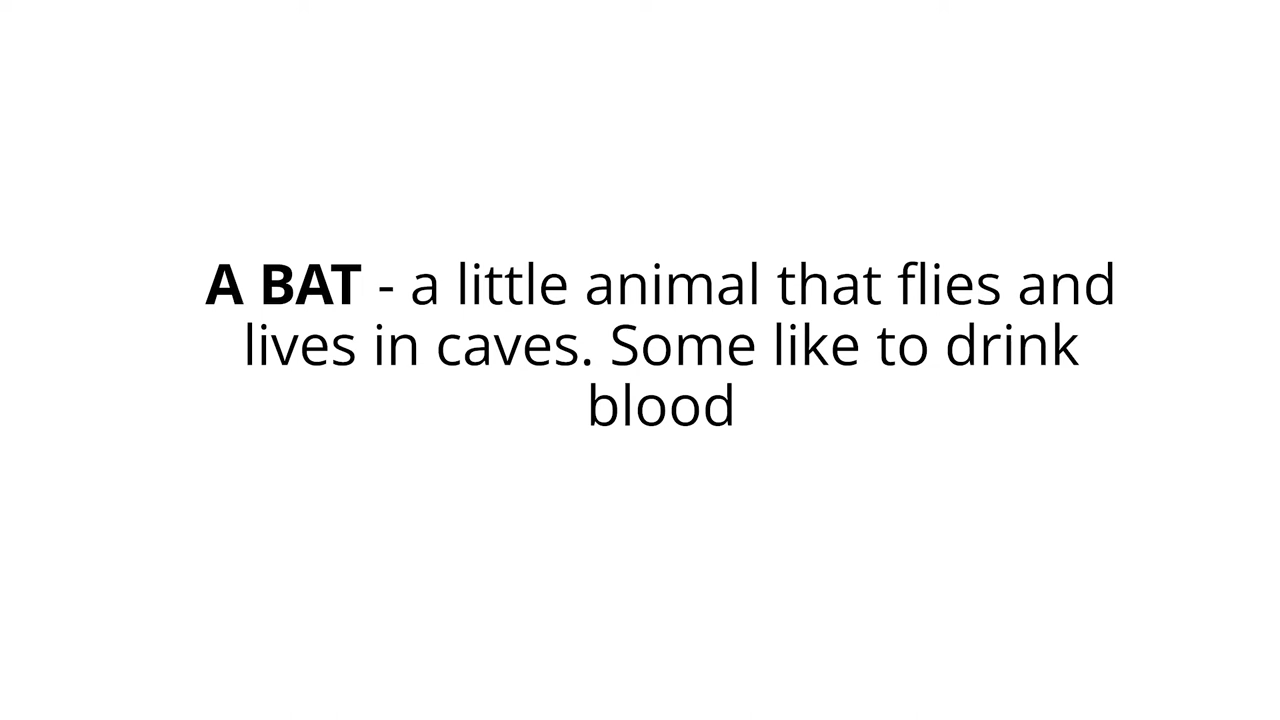 A BAT - a little animal that flies and
lives in caves. Some like to drink
blood